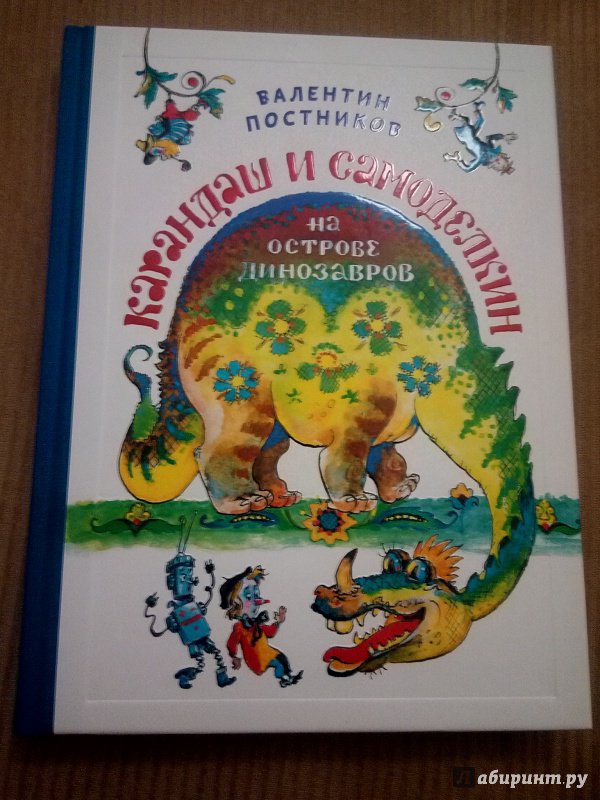 ВАЛЕНТИН
ПОСТНИКОВ
КАРАНДАШ И САМОДЕЛКИН
НА
ОСТРОВЕ
ДИНОЗАВРОВ
Лабиринт.ру